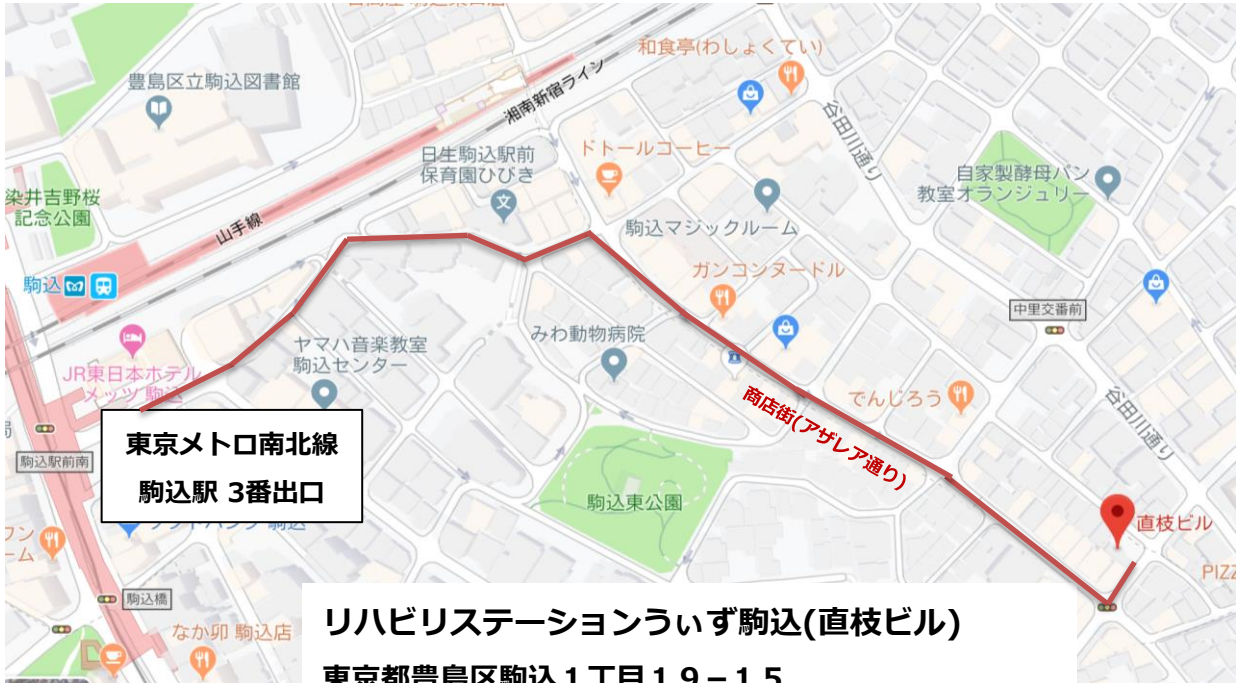 豊島区立駒込図書館
和食亭(わしょくてい)
湘南新宿ライン
谷田川通り
日生駒込駅前
保育園ひびき
文
ドトールコーヒー
自家製酵母パン
教室オランジュリー
染井吉野桜
記念公園
山手線
駒込マジックルーム
駒込
ガンコンヌードル
中里交番前
みわ動物病院
ヤマハ音楽教室
駒込センター
JR東日本ホテル
メッツ 駒込
でんじろう
商店街(アザレア通り)
谷田川通り
東京メトロ南北線
駒込駅 3番出口
駒込駅前南
駒込東公園
直枝ビル
PIZZ
駒込橋
なか卯 駒込店
リハビリステーションうぃず駒込(直枝ビル)
東京都豊島区駒込1丁目19-15